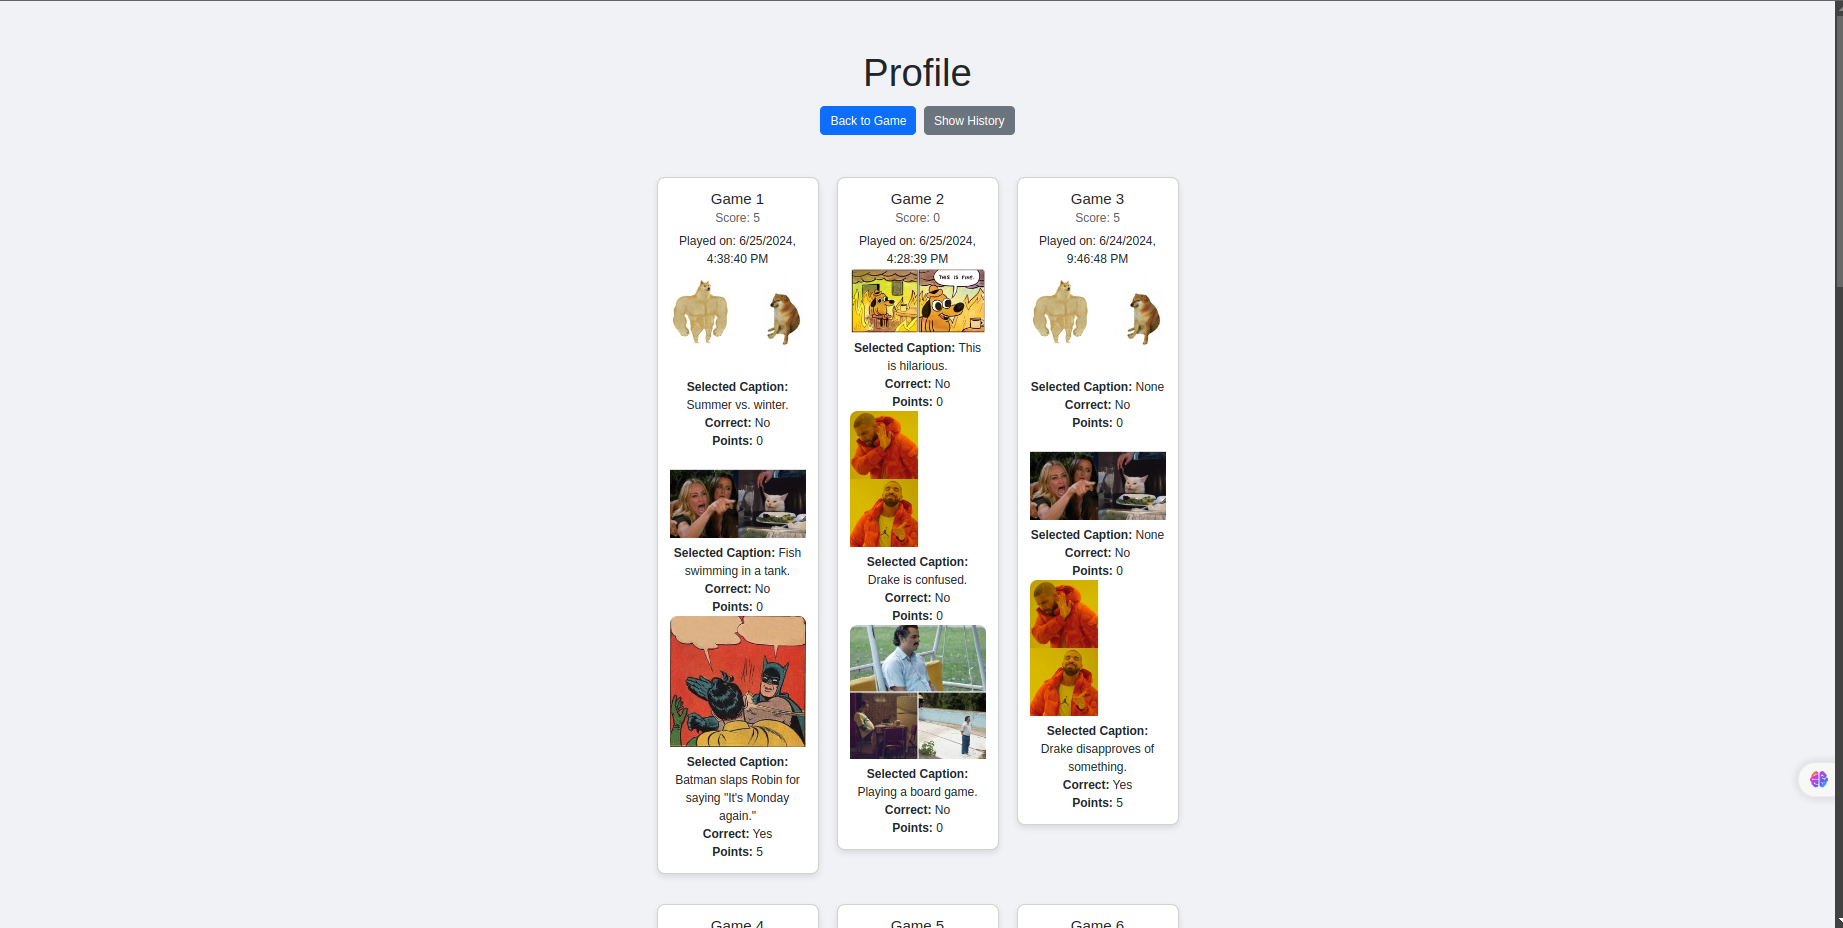 Profile
Back to Game
Show History
Game 1
Score: 5
Played on: 6/25/2024,
4:38:40 PM
Selected Caption:
Summer vs. winter.
Correct: No
Points: 0
Selected Caption: Fish
swimming in a tank.
Correct: No
Points: 0
Selected Caption:
Batman slaps Robin for
saying "It's Monday
again."
Correct: Yes
Points: 5
Game 2
Score: 0
Played on: 6/25/2024,
4:28:39 PM
THIS IS FINE.
Selected Caption: This
is hilarious.
Correct: No
Points: 0
Selected Caption:
Drake is confused.
Correct: No
Points: 0
Selected Caption:
Playing a board game.
Correct: No
Points: 0
Game 3
Score: 5
Played on: 6/24/2024,
9:46:48 PM
Selected Caption: None
Correct: No
Points: 0
Selected Caption: None
Correct: No
Points: 0
Selected Caption:
Drake disapproves of
something.
Correct: Yes
Points: 5
Game 4
Game 5
Game 6